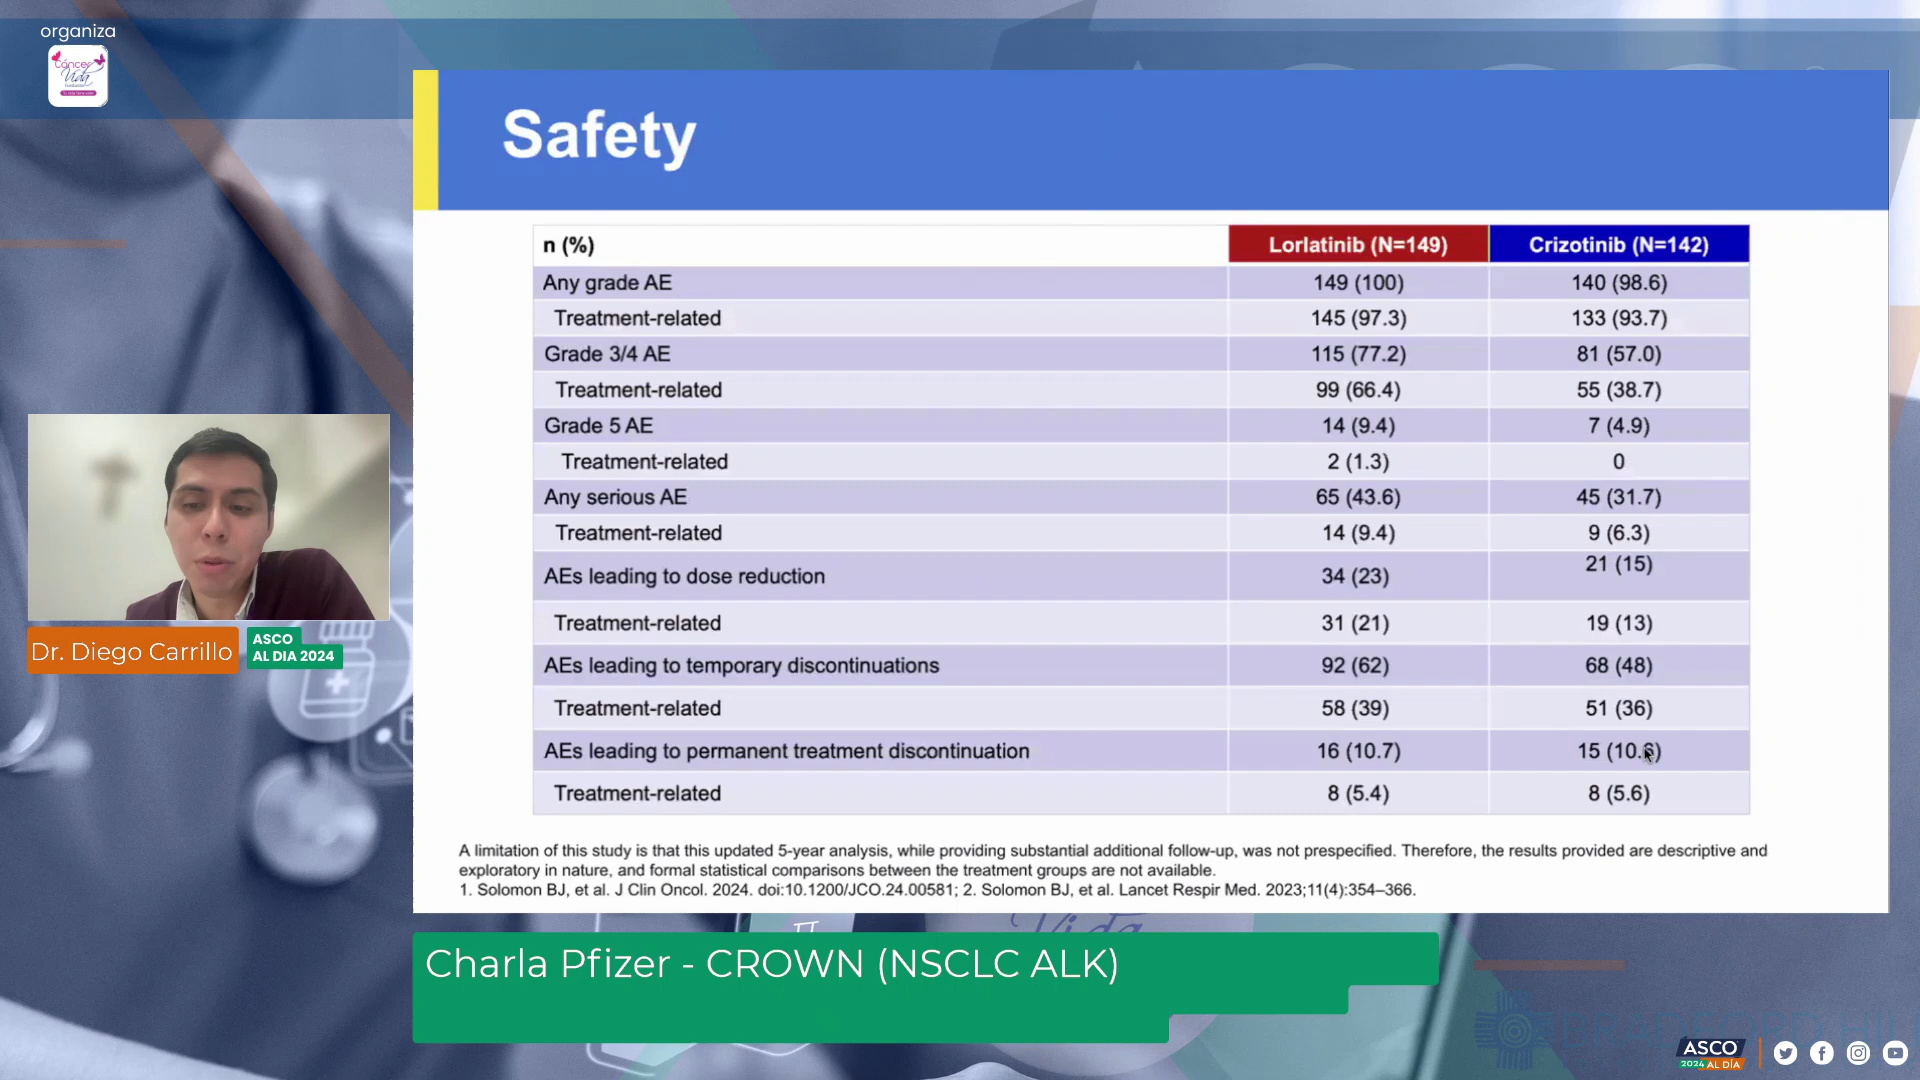 organiza
Cáncer
Vida
Safety
n (%) Lorlatinib (N=149) Crizotinib (N=142)
Any grade AE 149 (100) 140 (98.6)
Treatment-related 145 (97.3) 133 (93.7)
Grade 3/4 AE 115 (77.2) 81 (57.0)
Treatment-related 99 (66.4) 55 (38.7)
Grade 5 AE 14 (9.4) 7 (4.9)
Treatment-related 2 (1.3) 0
Any serious AE 65 (43.6) 45 (31.7)
Treatment-related 14 (9.4) 9 (6.3)
AEs leading to dose reduction 34 (23) 21 (15)
Treatment-related 31 (21) 19 (13)
AEs leading to temporary discontinuations 92 (62) 68 (48)
Treatment-related 58 (39) 51 (36)
AEs leading to permanent treatment discontinuation 16 (10.7) 15 (10.6)
Treatment-related 8 (5.4) 8 (5.6)
A limitation of this study is that this updated 5-year analysis, while providing substantial additional follow-up, was not prespecified. Therefore, the results provided are descriptive and
exploratory in nature, and formal statistical comparisons between the treatment groups are not available.
1. Solomon BJ, et al. J Clin Oncol. 2024. doi:10.1200/JCO.24.00581; 2. Solomon BJ, et al. Lancet Respir Med. 2023;11(4):354–366.
Dr. Diego Carrillo
ASCO
AL DIA 2024
Charla Pfizer - CROWN (NSCLC ALK)
Vida
ASCO
2024 AL DÍA